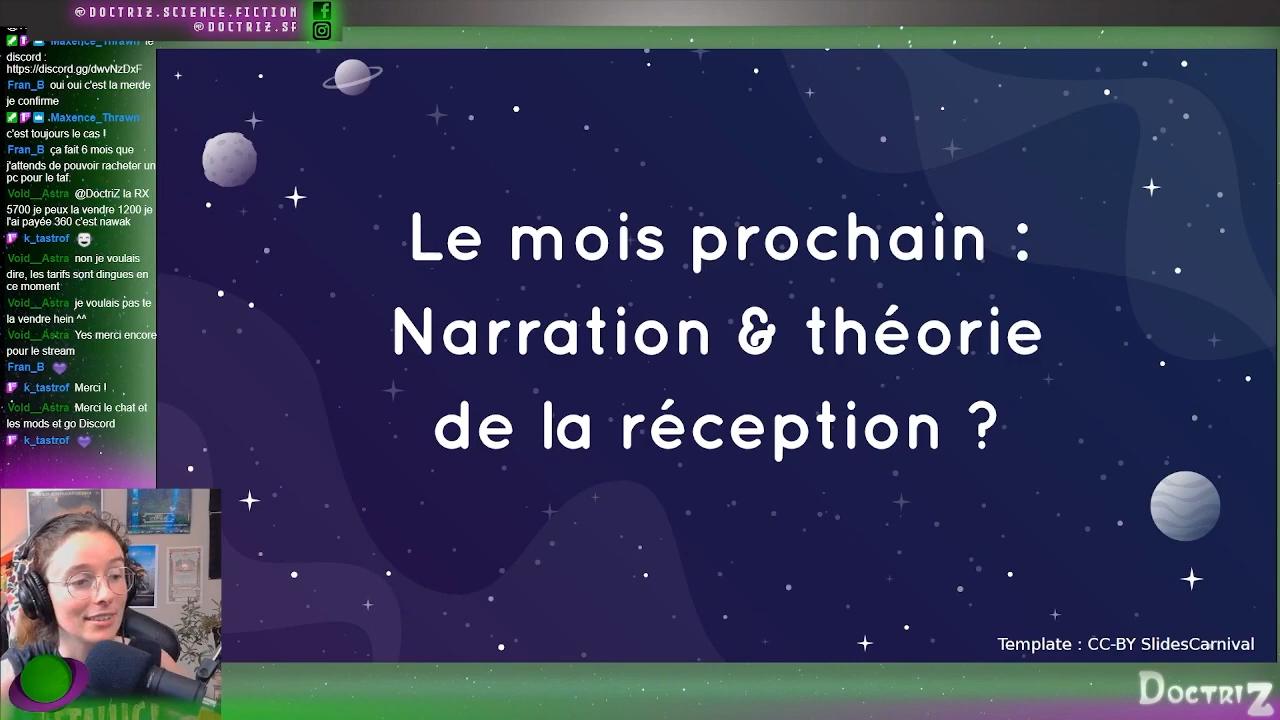 @DOCTRIZ.SCIENCE.FICTION
@DOCTRIZ.SF
Maxence_Thrawn le
discord :
https://discord.gg/dwvNzDxF
Fran_B oui oui c'est la merde
je confirme
.Maxence_Thrawn
c'est toujours le cas !
Fran_B ça fait 6 mois que
j'attends de pouvoir racheter un
pc pour le taf.
Void__Astra @DoctriZ la RX
5700 je peux la vendre 1200 je
l'ai payée 360 c'est nawak
k_tastrof
Void__Astra non je voulais
dire, les tarifs sont dingues en
ce moment
Void__Astra je voulais pas te
la vendre hein ^^
Void__Astra Yes merci encore
pour le stream
Fran_B
k_tastrof Merci !
Void__Astra Merci le chat et
les mods et go Discord
k_tastrof
Le mois prochain :
Narration & théorie
de la réception ?
Template : CC-BY SlidesCarnival
DOCTRIZ